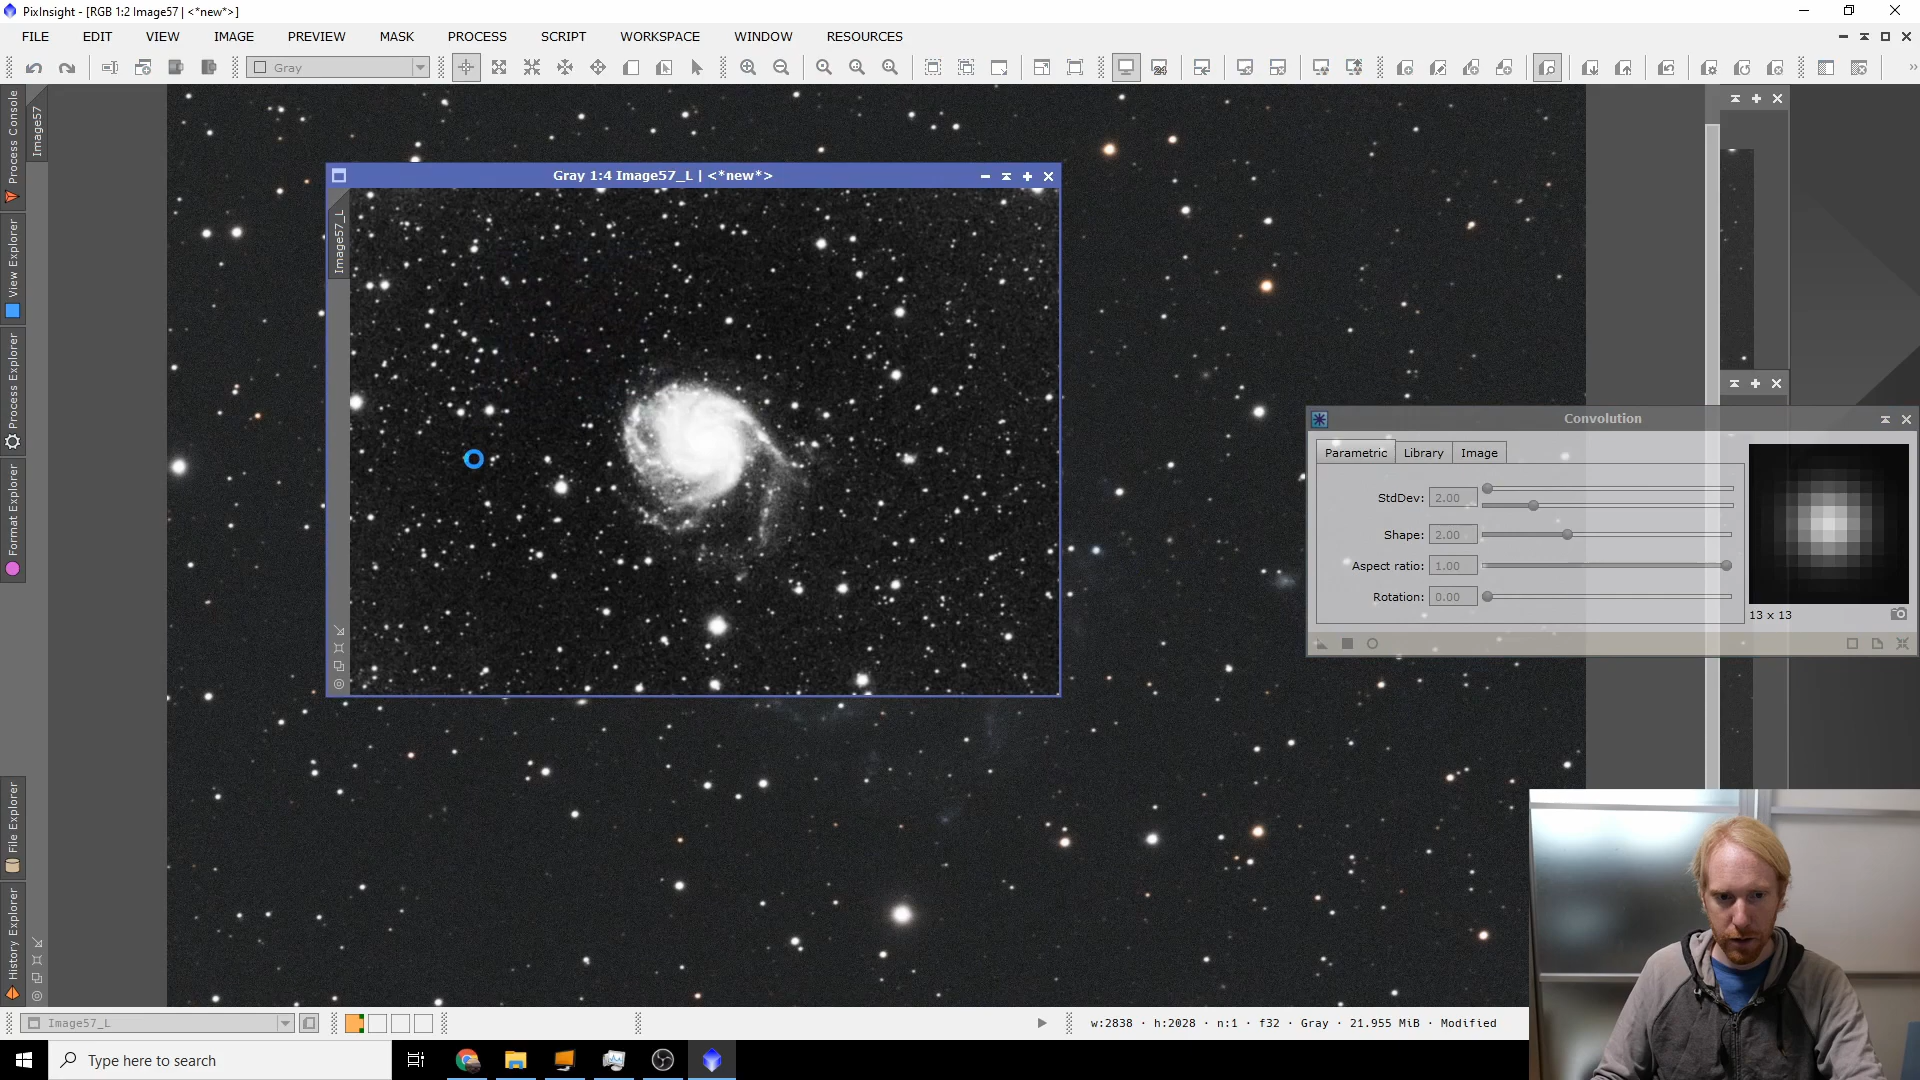 PixInsight - [RGB 1:2 Image57 | <*new*>]
FILE EDIT VIEW IMAGE PREVIEW MASK PROCESS SCRIPT WORKSPACE WINDOW RESOURCES
Gray
Process Console
View Explorer
Process Explorer
Format Explorer
File Explorer
History Explorer
Image57
Gray 1:4 Image57_L | <*new*>
Image57_L
Convolution
Parametric Library Image
StdDev: 2.00
Shape: 2.00
Aspect ratio: 1.00
Rotation: 0.00
13 x 13
Image57_L
w:2838 · h:2028 · n:1 · f32 · Gray · 21.955 MiB · Modified
Type here to search